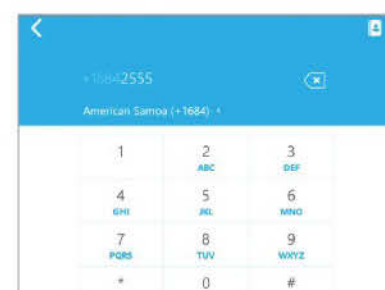 +16842555
American Samoa (+1684)
1 2 3
ABC DEF
4 5 6
GHI JKL MNO
7 8 9
PQRS TUV WXYZ
* 0 #